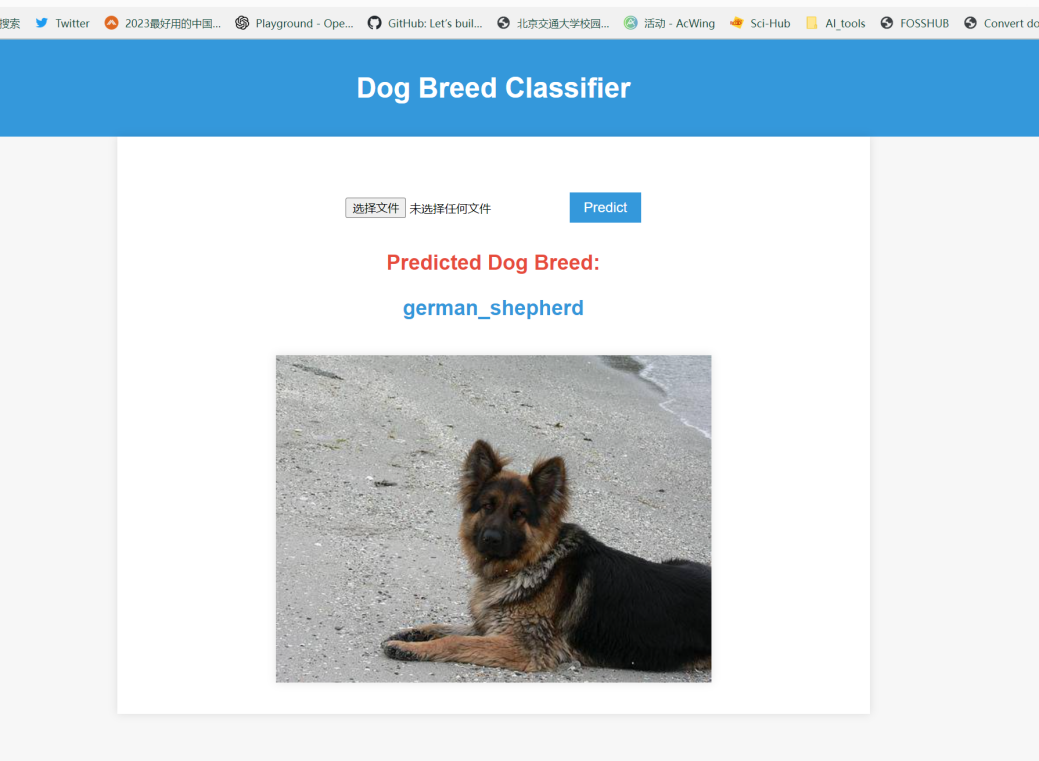 搜索 Twitter 2023最好用的中国... Playground - Ope... GitHub: Let's buil... 北京交通大学校园... 活动 - AcWing Sci-Hub AI_tools FOSSHUB Convert do
Dog Breed Classifier
选择文件 未选择任何文件 Predict
Predicted Dog Breed:
german_shepherd